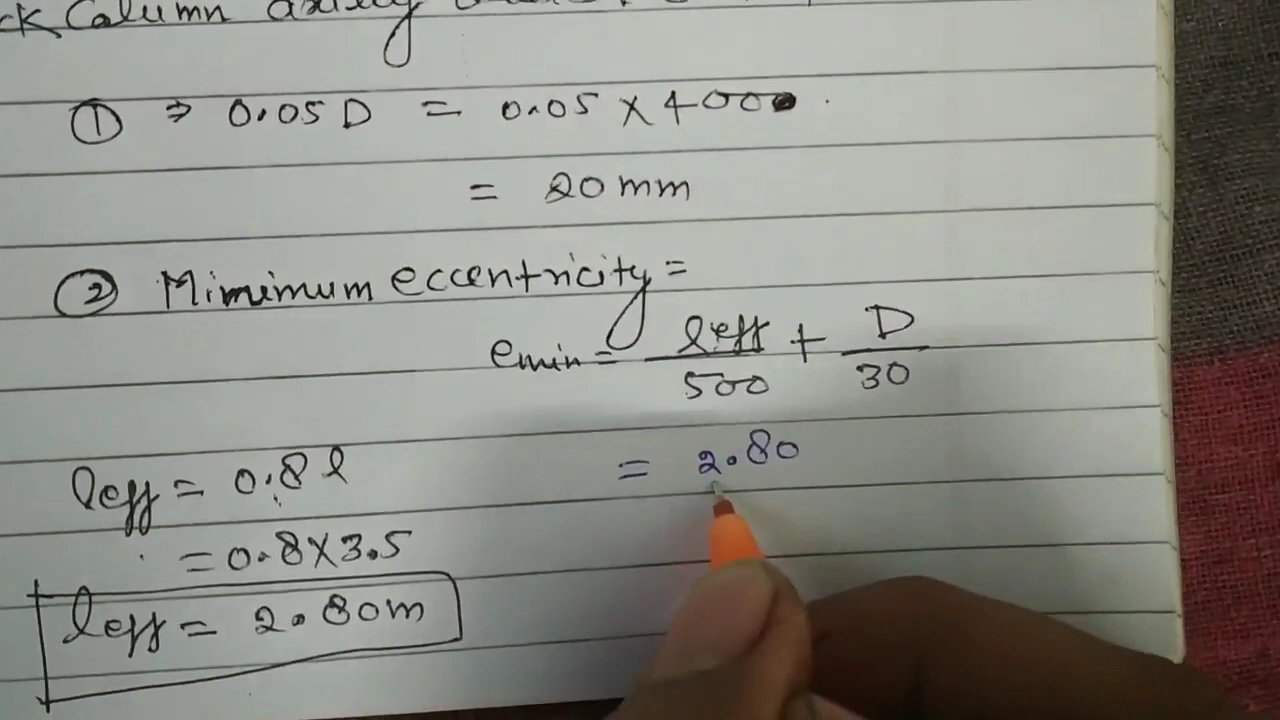 Column
① ⇒ 0.05 D = 0.05 × 400
= 20 mm
② Minimum eccentricity =
emin = leff/500 + D/30
leff = 0.8 l
= 2.80
= 0.8×3.5
leff = 2.80m